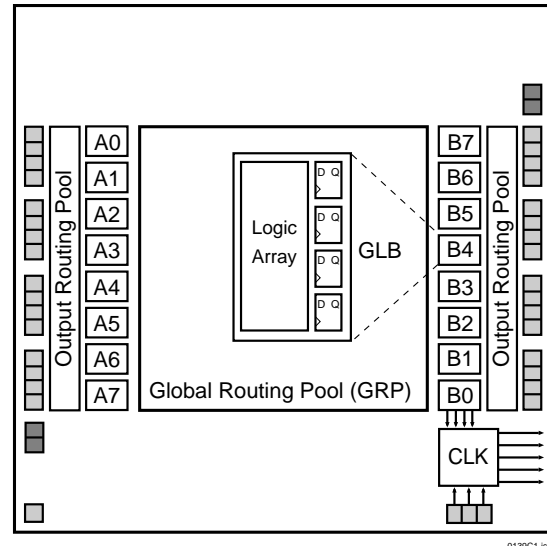 Output Routing Pool
A0
A1
A2
A3
A4
A5
A6
A7
Logic
Array
D Q
D Q
D Q
D Q
GLB
Global Routing Pool (GRP)
B7
B6
B5
B4
B3
B2
B1
B0
Output Routing Pool
CLK